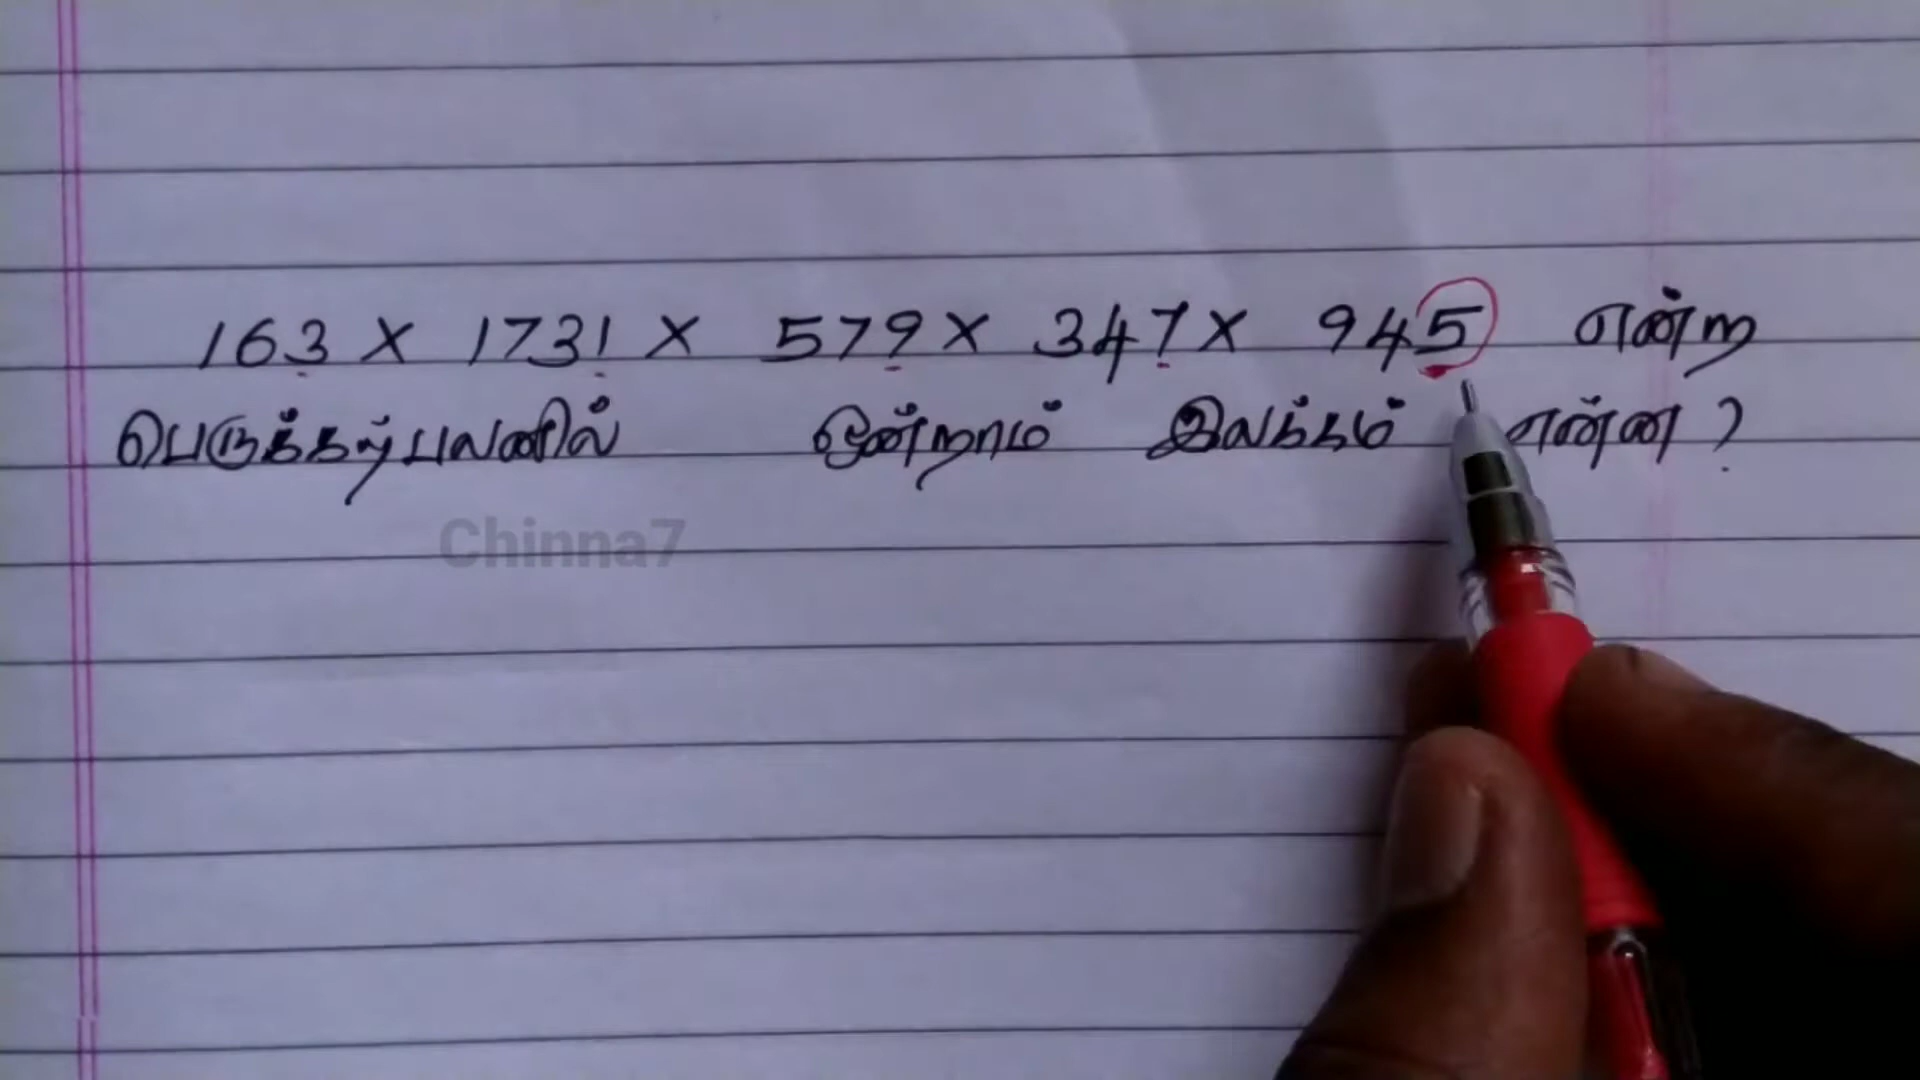 163 × 1731 × 579 × 347 × 945 என்ற
பெருக்கற்பலனில் ஒன்றாம் இலக்கம் என்ன ?
Chinna7